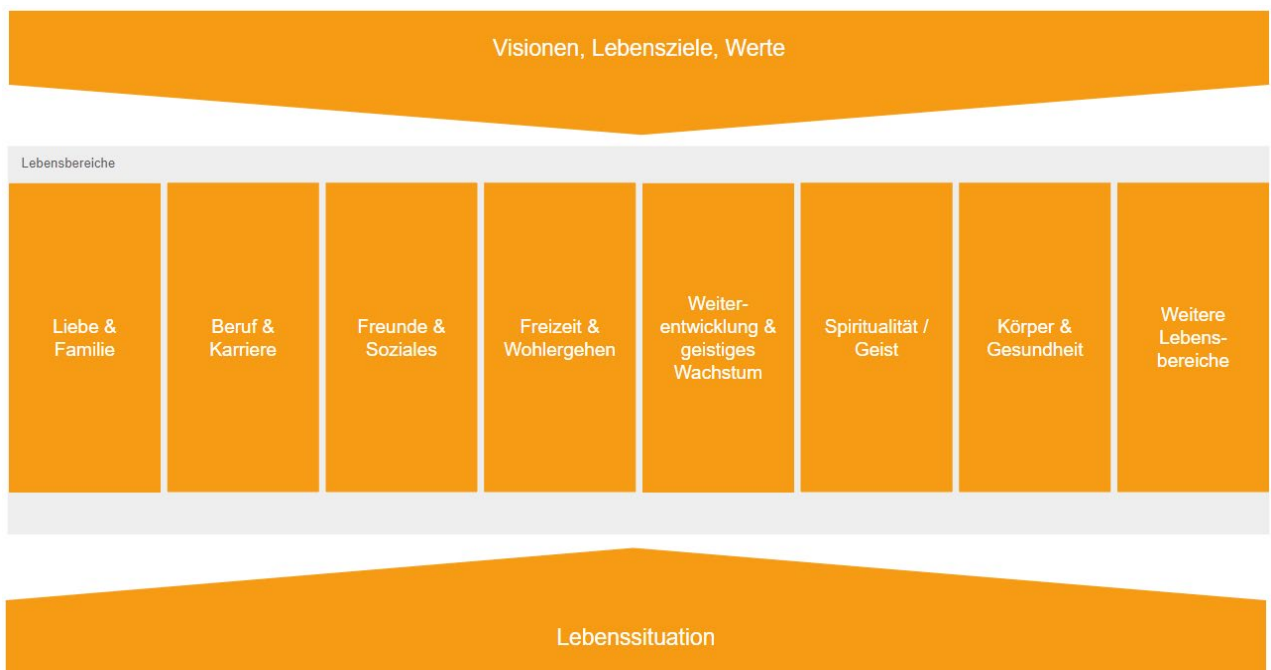 Visionen, Lebensziele, Werte
Lebensbereiche
Liebe &
Familie
Beruf &
Karriere
Freunde &
Soziales
Freizeit &
Wohlergehen
Weiter-
entwicklung &
geistiges
Wachstum
Spiritualität /
Geist
Körper &
Gesundheit
Weitere
Lebens-
bereiche
Lebenssituation